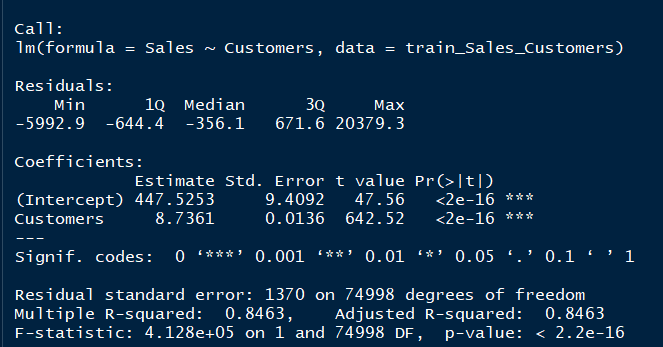 Call:
lm(formula = Sales ~ Customers, data = train_Sales_Customers)
Residuals:
Min 1Q Median 3Q Max
-5992.9 -644.4 -356.1 671.6 20379.3
Coefficients:
Estimate Std. Error t value Pr(>|t|)
(Intercept) 447.5253 9.4092 47.56 <2e-16 ***
Customers 8.7361 0.0136 642.52 <2e-16 ***
---
Signif. codes: 0 ‘***’ 0.001 ‘**’ 0.01 ‘*’ 0.05 ‘.’ 0.1 ‘ ’ 1
Residual standard error: 1370 on 74998 degrees of freedom
Multiple R-squared: 0.8463, Adjusted R-squared: 0.8463
F-statistic: 4.128e+05 on 1 and 74998 DF, p-value: < 2.2e-16